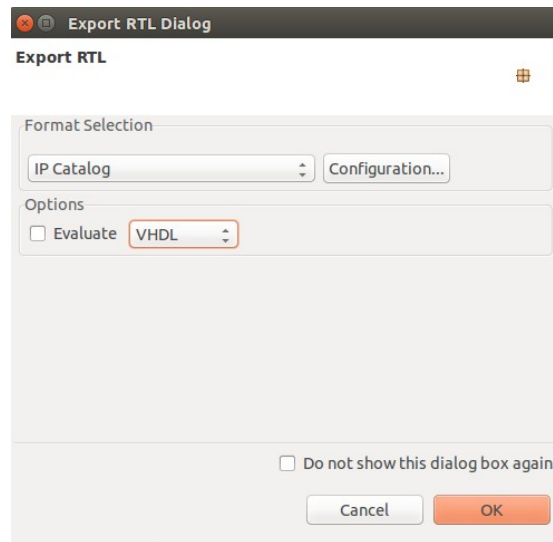 Export RTL Dialog
Export RTL
Format Selection
IP Catalog Configuration...
Options
Evaluate VHDL
Do not show this dialog box again
Cancel OK